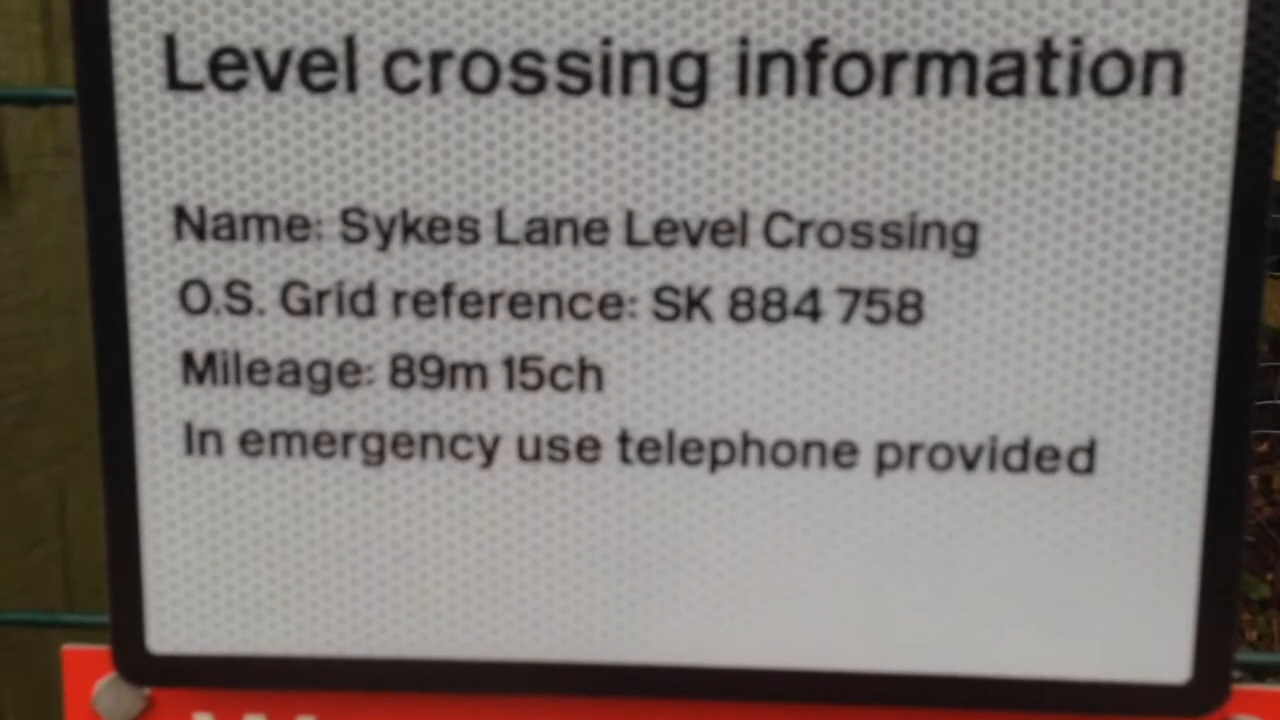 Level crossing information
Name: Sykes Lane Level Crossing
O.S. Grid reference: SK 884 758
Mileage: 89m 15ch
In emergency use telephone provided